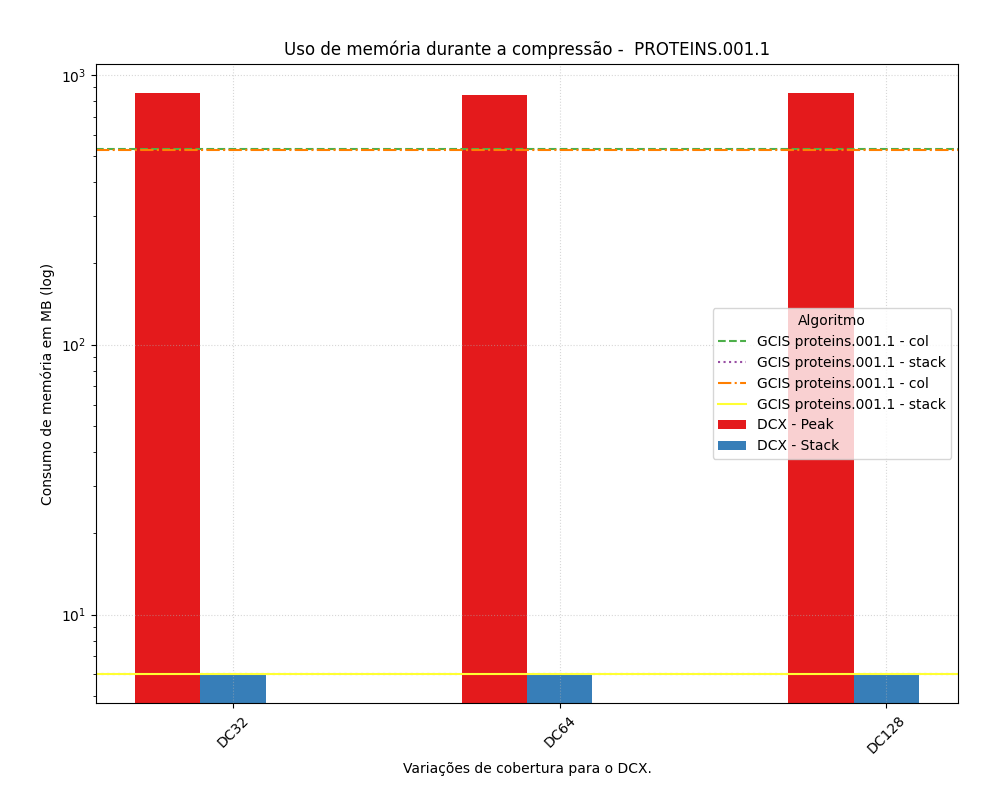 Uso de memória durante a compressão -  PROTEINS.001.1
Consumo de memória em MB (log)
10³
10²
10¹
Algoritmo
GCIS proteins.001.1 - col
GCIS proteins.001.1 - stack
GCIS proteins.001.1 - col
GCIS proteins.001.1 - stack
DCX - Peak
DCX - Stack
DC32
DC64
DC128
Variações de cobertura para o DCX.